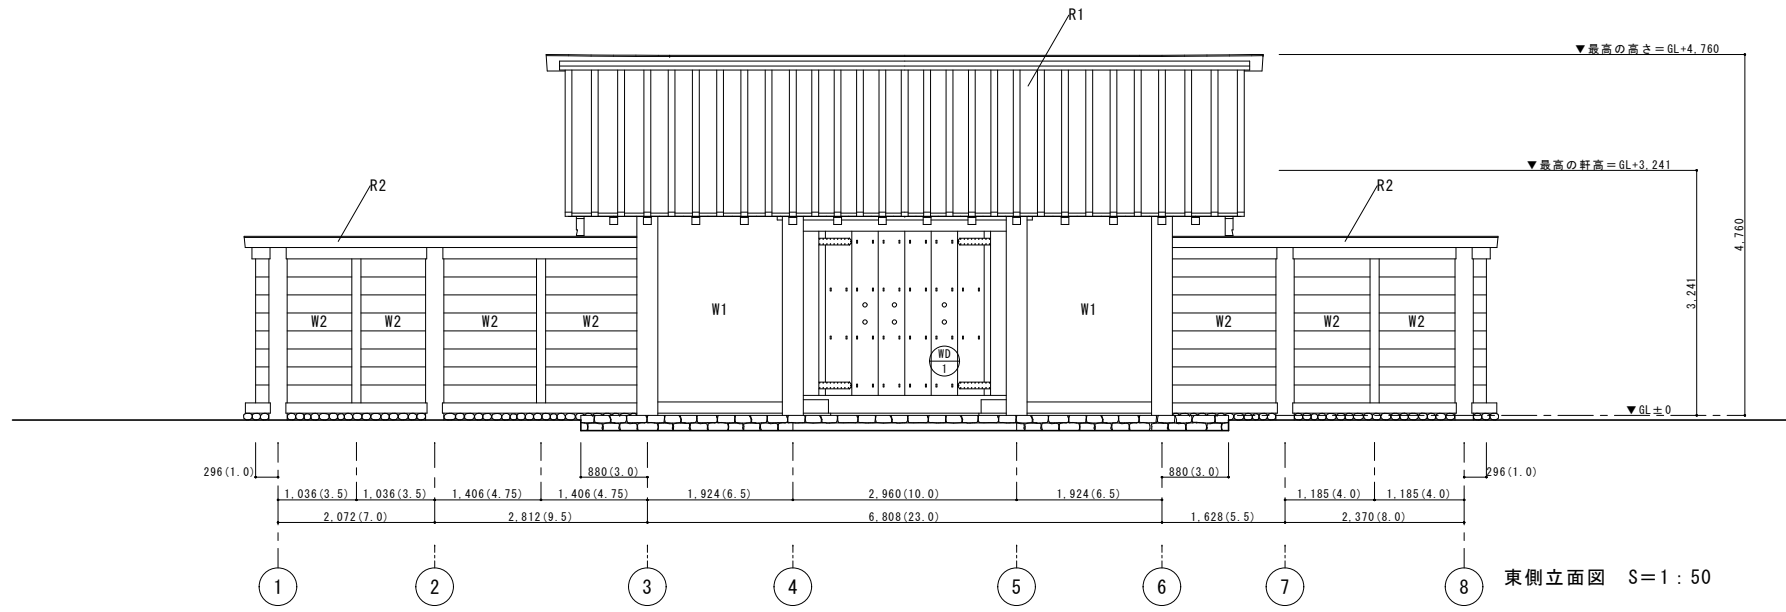 R1
▼最高の高さ=GL+4,760
▼最高の軒高=GL+3,241
R2
R2
4,760
3,241
W2
W2
W2
W2
W1
W1
W2
W2
W2
WD
1
▼GL±0
296(1.0)
880(3.0)
880(3.0)
296(1.0)
1,036(3.5)
1,036(3.5)
1,406(4.75)
1,406(4.75)
1,924(6.5)
2,960(10.0)
1,924(6.5)
1,185(4.0)
1,185(4.0)
2,072(7.0)
2,812(9.5)
6,808(23.0)
1,628(5.5)
2,370(8.0)
1
2
3
4
5
6
7
8
東側立面図 S=1:50